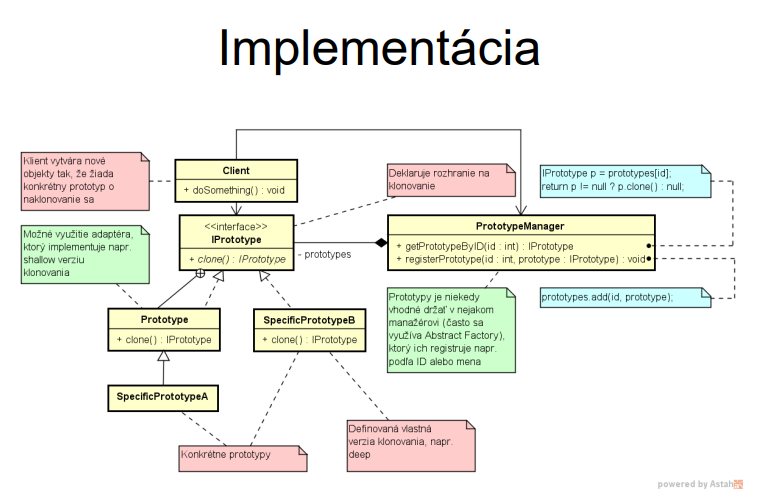 Implementácia
Klient vytvára nové
objekty tak, že žiada
konkrétny prototyp o
naklonovanie sa
Client
+ doSomething() : void
Deklaruje rozhranie na
klonovanie
IPrototype p = prototypes[id];
return p != null ? p.clone() : null;
Možné využitie adaptéra,
ktorý implementuje napr.
shallow verziu
klonovania
<<interface>>
IPrototype
+ clone() : IPrototype
- prototypes
PrototypeManager
+ getPrototypeByID(id : int) : IPrototype
+ registerPrototype(id : int, prototype : IPrototype) : void
Prototype
+ clone() : IPrototype
SpecificPrototypeB
+ clone() : IPrototype
Prototypy je niekedy
vhodné držať v nejakom
manažérovi (často sa
využíva Abstract Factory),
ktorý ich registruje napr.
podľa ID alebo mena
prototypes.add(id, prototype);
SpecificPrototypeA
Konkrétne prototypy
Definovaná vlastná
verzia klonovania, napr.
deep
powered by Astah